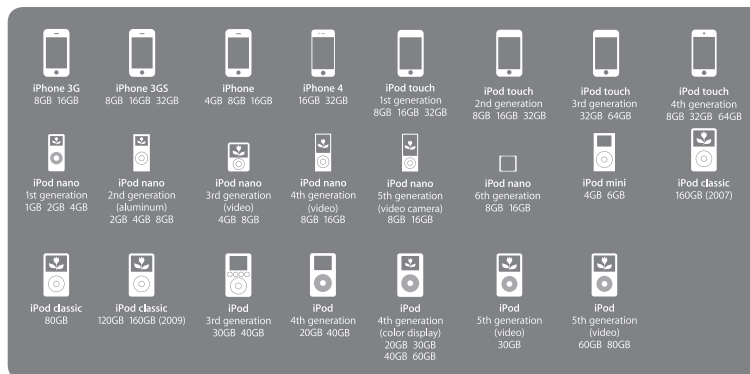 iPhone 3G
8GB 16GB
iPhone 3GS
8GB 16GB 32GB
iPhone
4GB 8GB 16GB
iPhone 4
16GB 32GB
iPod touch
1st generation
8GB 16GB 32GB
iPod touch
2nd generation
8GB 16GB 32GB
iPod touch
3rd generation
32GB 64GB
iPod touch
4th generation
8GB 32GB 64GB
iPod nano
1st generation
1GB 2GB 4GB
iPod nano
2nd generation
(aluminum)
2GB 4GB 8GB
iPod nano
3rd generation
(video)
4GB 8GB
iPod nano
4th generation
(video)
8GB 16GB
iPod nano
5th generation
(video camera)
8GB 16GB
iPod nano
6th generation
8GB 16GB
iPod mini
4GB 6GB
iPod classic
160GB (2007)
iPod classic
80GB
iPod classic
120GB 160GB (2009)
iPod
3rd generation
30GB 40GB
iPod
4th generation
20GB 40GB
iPod
4th generation
(color display)
20GB 30GB
40GB 60GB
iPod
5th generation
(video)
30GB
iPod
5th generation
(video)
60GB 80GB